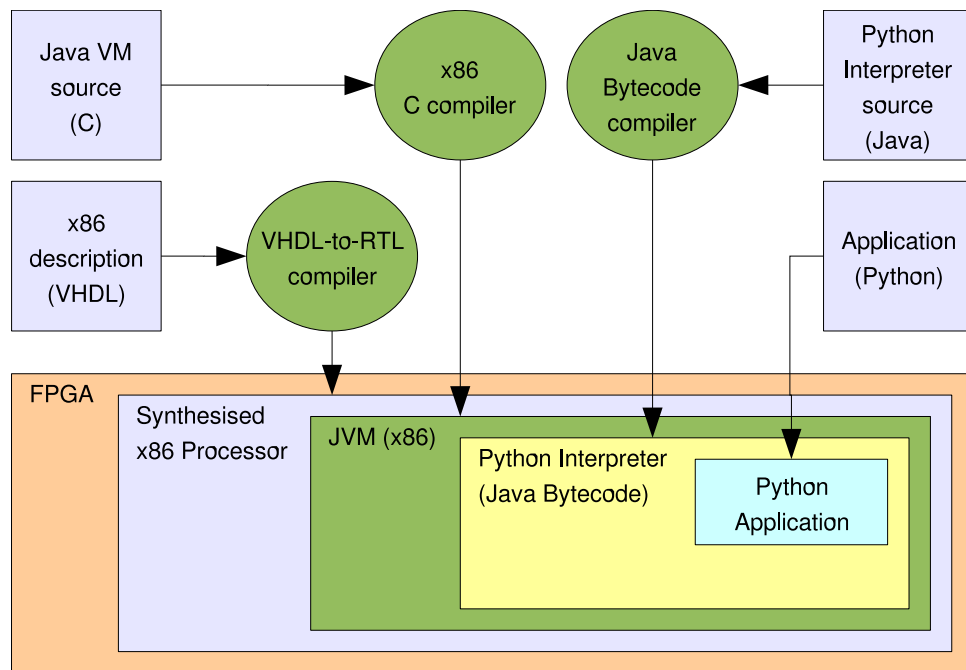 Java VM
source
(C)
x86
C compiler
Java
Bytecode
compiler
Python
Interpreter
source
(Java)
x86
description
(VHDL)
VHDL-to-RTL
compiler
Application
(Python)
FPGA
Synthesised
x86 Processor
JVM (x86)
Python Interpreter
(Java Bytecode)
Python
Application